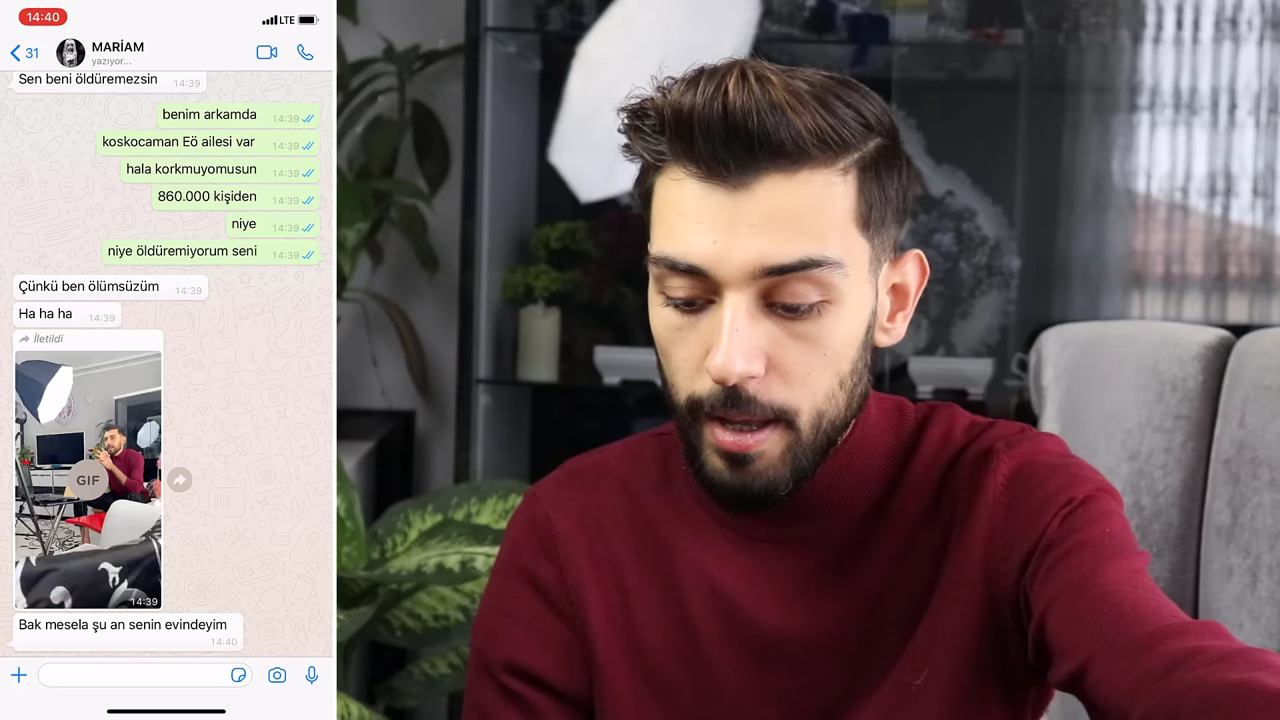 14:40
LTE
31
MARİAM
yazıyor...
Sen beni öldüremezsin 14:39
benim arkamda 14:39
koskocaman Eö ailesi var 14:39
hala korkmuyomusun 14:39
860.000 kişiden 14:39
niye 14:39
niye öldüremiyorum seni 14:39
Çünkü ben ölümsüzüm 14:39
Ha ha ha 14:39
İletildi
GIF
14:39
Bak mesela şu an senin evindeyim
14:40